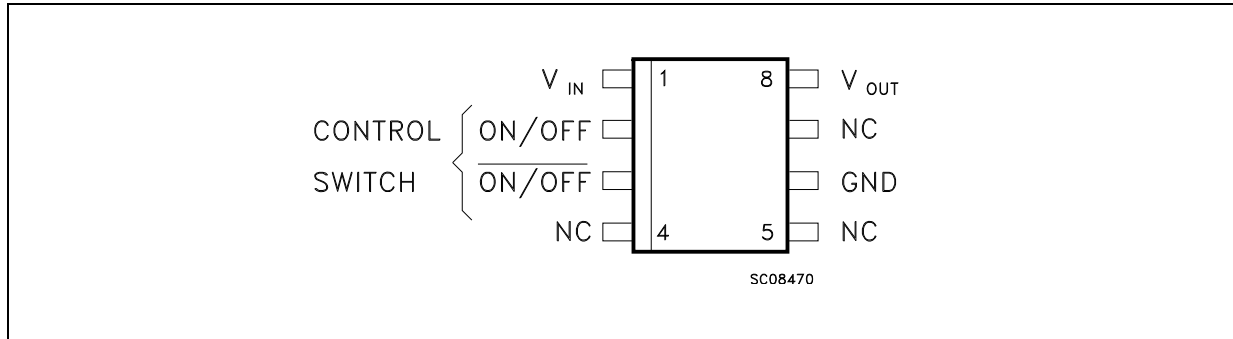 V IN 1 8 V OUT
CONTROL ON/OFF NC
SWITCH ON/OFF GND
NC 4 5 NC
SC08470